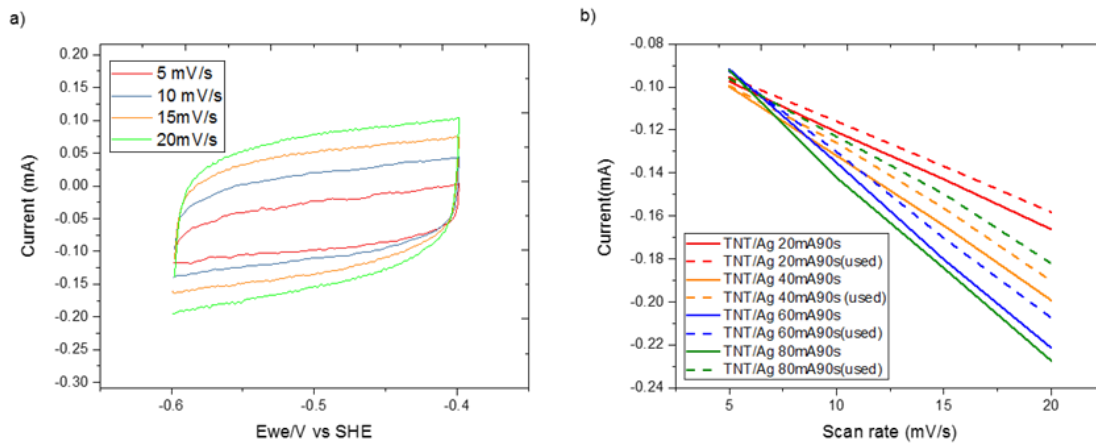 a)
0.20
0.15
0.10
0.05
0.00
-0.05
-0.10
-0.15
-0.20
-0.25
-0.30
Current (mA)
5 mV/s
10 mV/s
15mV/s
20mV/s
-0.6
-0.5
-0.4
Ewe/V vs SHE
b)
-0.08
-0.10
-0.12
-0.14
-0.16
-0.18
-0.20
-0.22
-0.24
Current(mA)
TNT/Ag 20mA90s
TNT/Ag 20mA90s(used)
TNT/Ag 40mA90s
TNT/Ag 40mA90s (used)
TNT/Ag 60mA90s
TNT/Ag 60mA90s(used)
TNT/Ag 80mA90s
TNT/Ag 80mA90s(used)
5
10
15
20
Scan rate (mV/s)